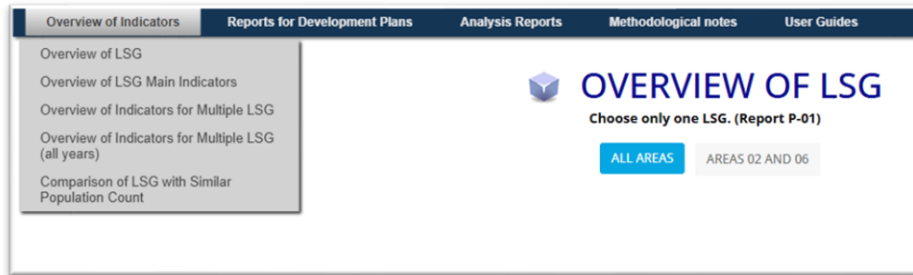 Overview of Indicators
Reports for Development Plans
Analysis Reports
Methodological notes
User Guides
Overview of LSG
Overview of LSG Main Indicators
Overview of Indicators for Multiple LSG
Overview of Indicators for Multiple LSG
(all years)
Comparison of LSG with Similar
Population Count
OVERVIEW OF LSG
Choose only one LSG. (Report P-01)
ALL AREAS
AREAS 02 AND 06